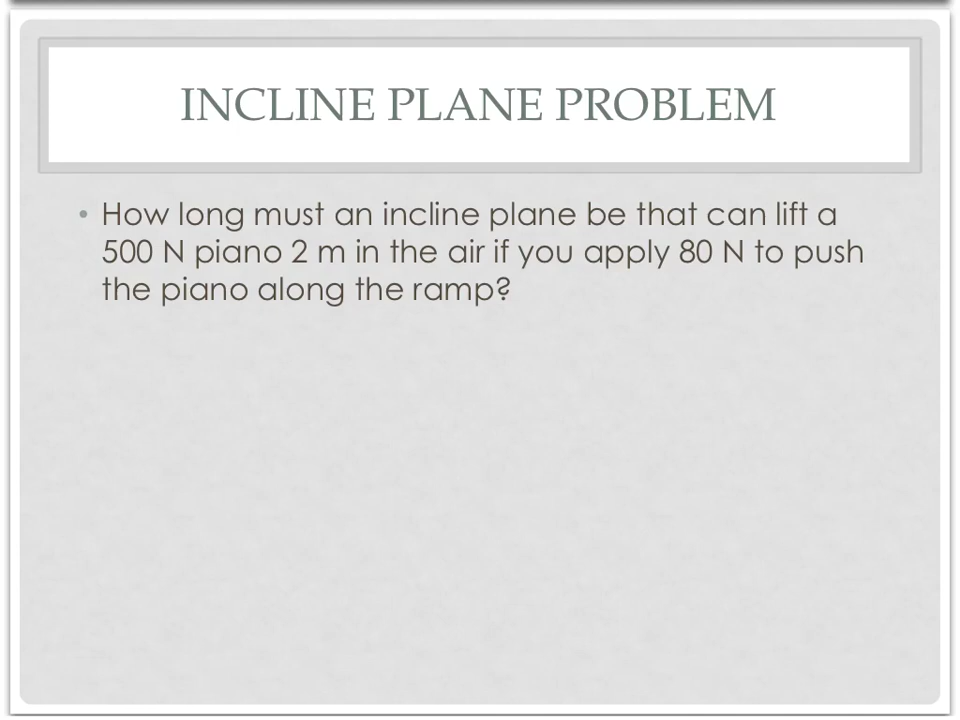 INCLINE PLANE PROBLEM
• How long must an incline plane be that can lift a
500 N piano 2 m in the air if you apply 80 N to push
the piano along the ramp?